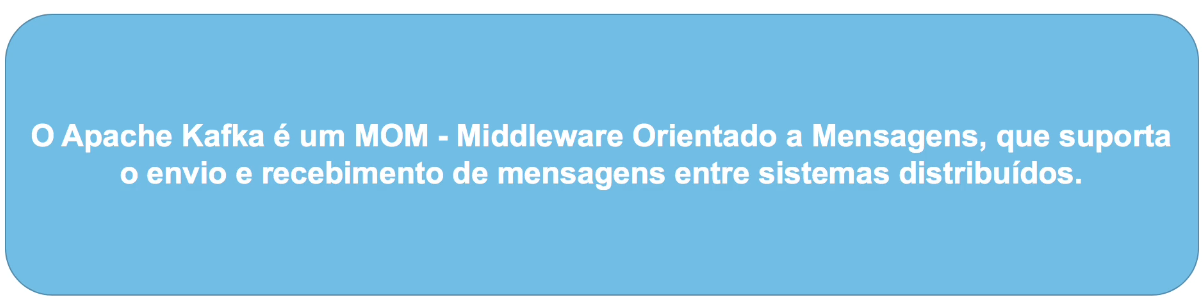 O Apache Kafka é um MOM - Middleware Orientado a Mensagens, que suporta
o envio e recebimento de mensagens entre sistemas distribuídos.